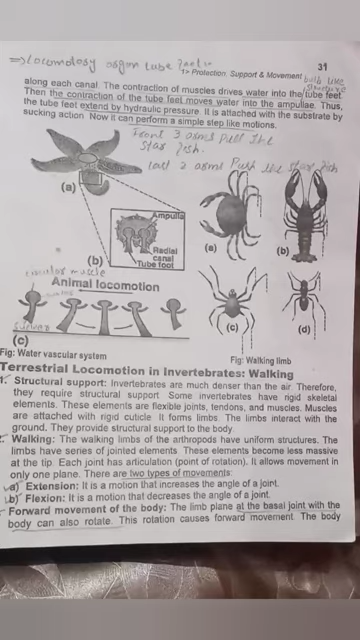 => Locomotory organ tube feet
1> Protection, Support & Movement
31
bulb like structure
along each canal. The contraction of muscles drives water into the tube feet.
Then the contraction of the tube feet moves water into the ampullae. Thus,
the tube feet extend by hydraulic pressure. It is attached with the substrate by
sucking action. Now it can perform a simple step like motions.
Front 3 arms Pull the
star fish.
last 2 arms Push the star fish
(a)
Ampulla
Radial
canal
Tube foot
(b)
(a)
(b)
circular muscle
Animal locomotion
(c)
(c)
(d)
Fig: Water vascular system
Fig: Walking limb
Terrestrial Locomotion in Invertebrates: Walking
1. Structural support: Invertebrates are much denser than the air. Therefore,
they require structural support. Some invertebrates have rigid skeletal
elements. These elements are flexible joints, tendons, and muscles. Muscles
are attached with rigid cuticle. It forms limbs. The limbs interact with the
ground. They provide structural support to the body.
Walking: The walking limbs of the arthropods have uniform structures. The
limbs have series of jointed elements. These elements become less massive
at the tip. Each joint has articulation (point of rotation). It allows movement in
only one plane. There are two types of movements:
a) Extension: It is a motion that increases the angle of a joint.
b) Flexion: It is a motion that decreases the angle of a joint.
Forward movement of the body: The limb plane at the basal joint with the
body can also rotate. This rotation causes forward movement. The body